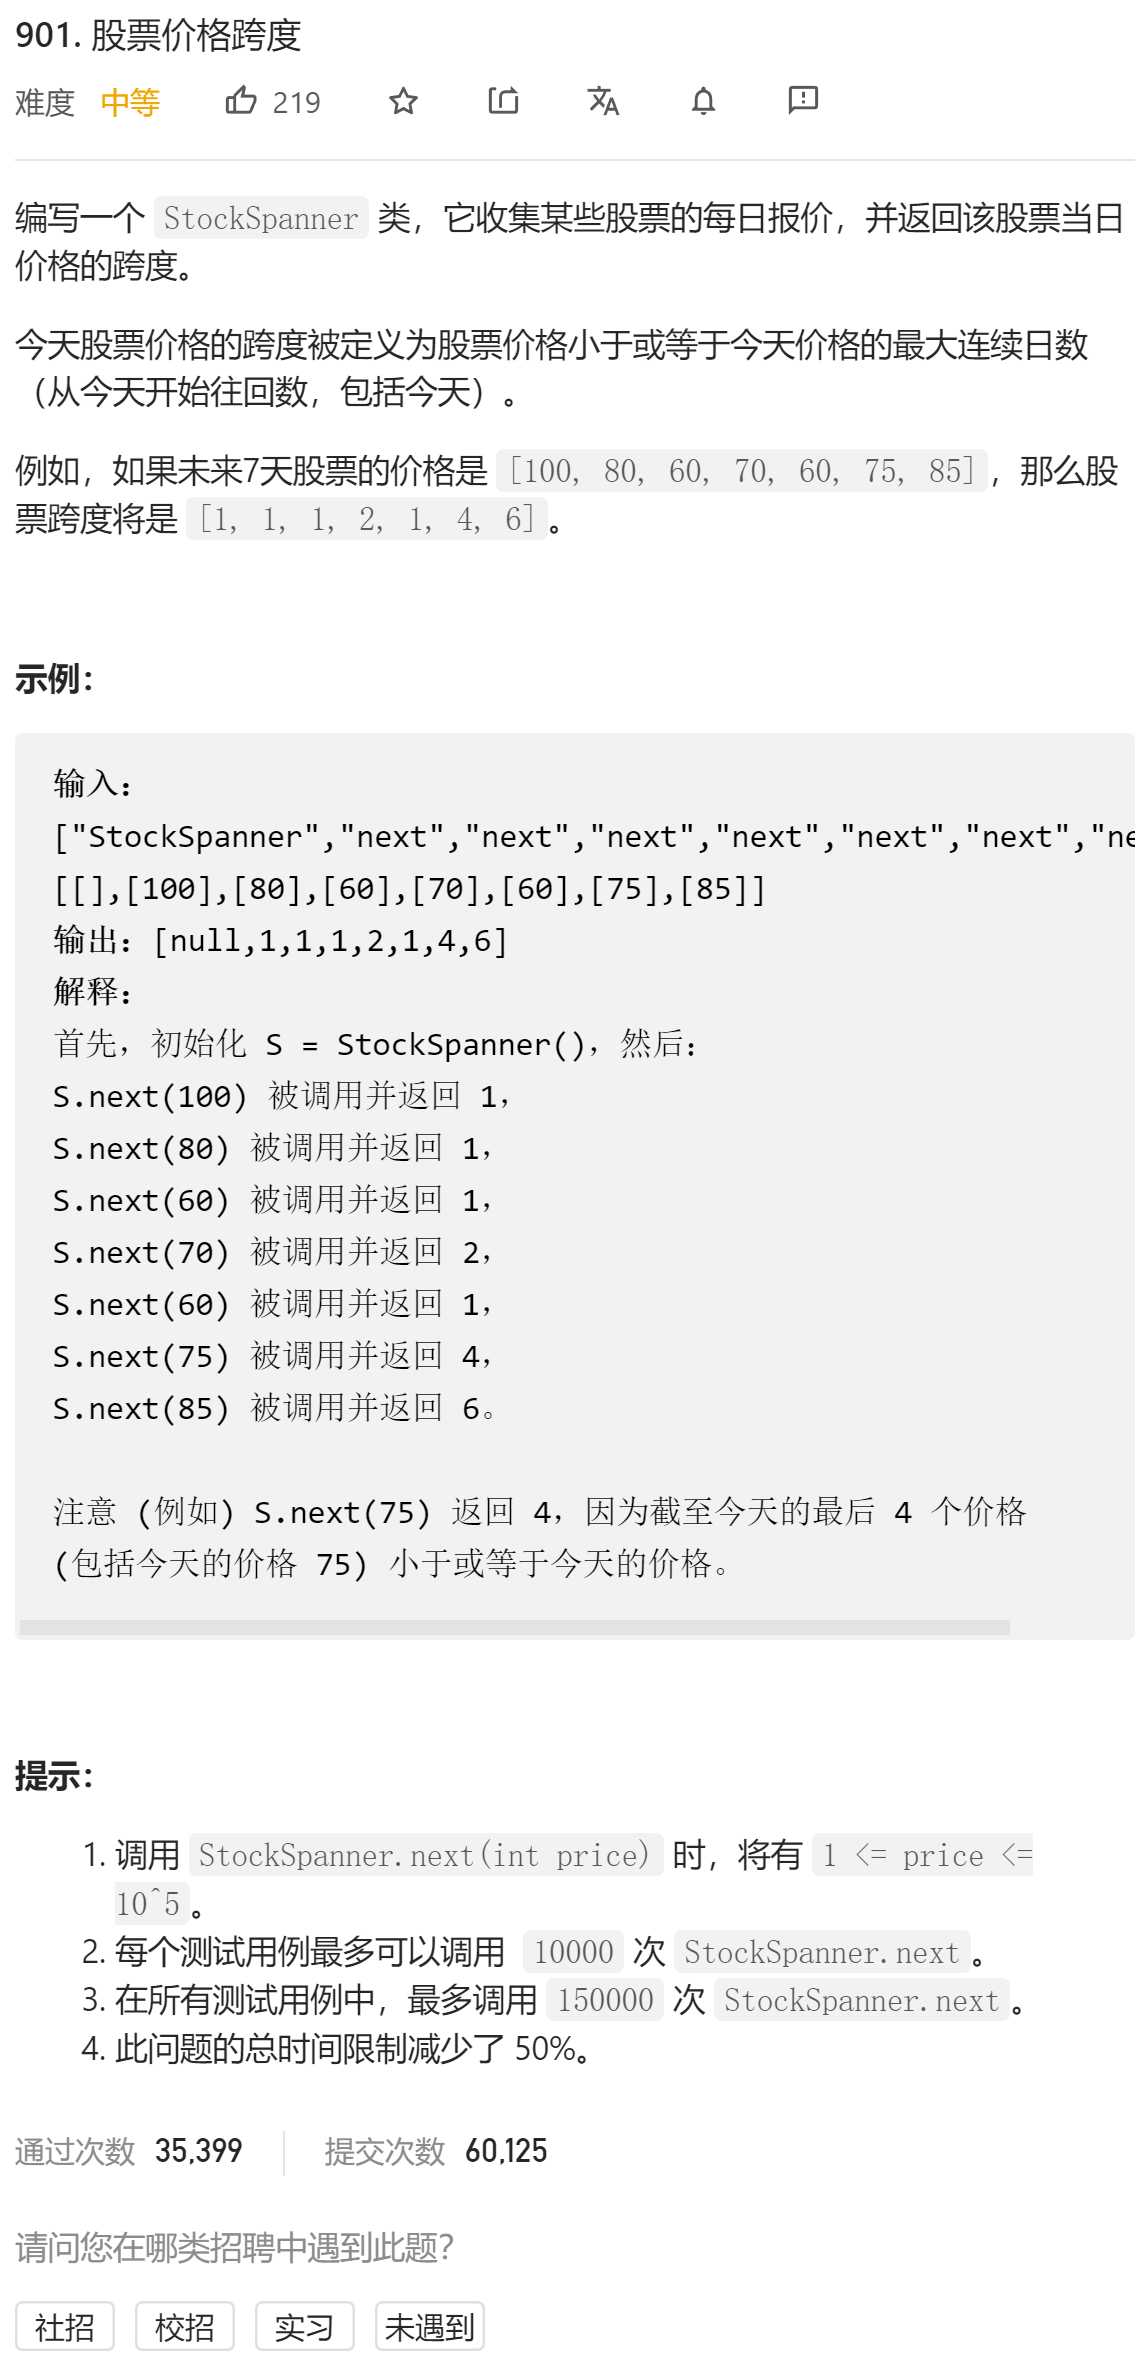 901. 股票价格跨度
难度 中等 219
编写一个 StockSpanner 类，它收集某些股票的每日报价，并返回该股票当日
价格的跨度。
今天股票价格的跨度被定义为股票价格小于或等于今天价格的最大连续日数
（从今天开始往回数，包括今天）。
例如，如果未来7天股票的价格是 [100, 80, 60, 70, 60, 75, 85]，那么股
票跨度将是 [1, 1, 1, 2, 1, 4, 6]。
示例：
输入：
["StockSpanner","next","next","next","next","next","next","ne
[[],[100],[80],[60],[70],[60],[75],[85]]
输出：[null,1,1,1,2,1,4,6]
解释：
首先，初始化 S = StockSpanner()，然后：
S.next(100) 被调用并返回 1，
S.next(80) 被调用并返回 1，
S.next(60) 被调用并返回 1，
S.next(70) 被调用并返回 2，
S.next(60) 被调用并返回 1，
S.next(75) 被调用并返回 4，
S.next(85) 被调用并返回 6。
注意 (例如) S.next(75) 返回 4，因为截至今天的最后 4 个价格
(包括今天的价格 75) 小于或等于今天的价格。
提示：
1. 调用 StockSpanner.next(int price) 时，将有 1 <= price <=
10^5。
2. 每个测试用例最多可以调用 10000 次 StockSpanner.next。
3. 在所有测试用例中，最多调用 150000 次 StockSpanner.next。
4. 此问题的总时间限制减少了 50%。
通过次数 35,399 提交次数 60,125
请问您在哪类招聘中遇到此题？
社招 校招 实习 未遇到